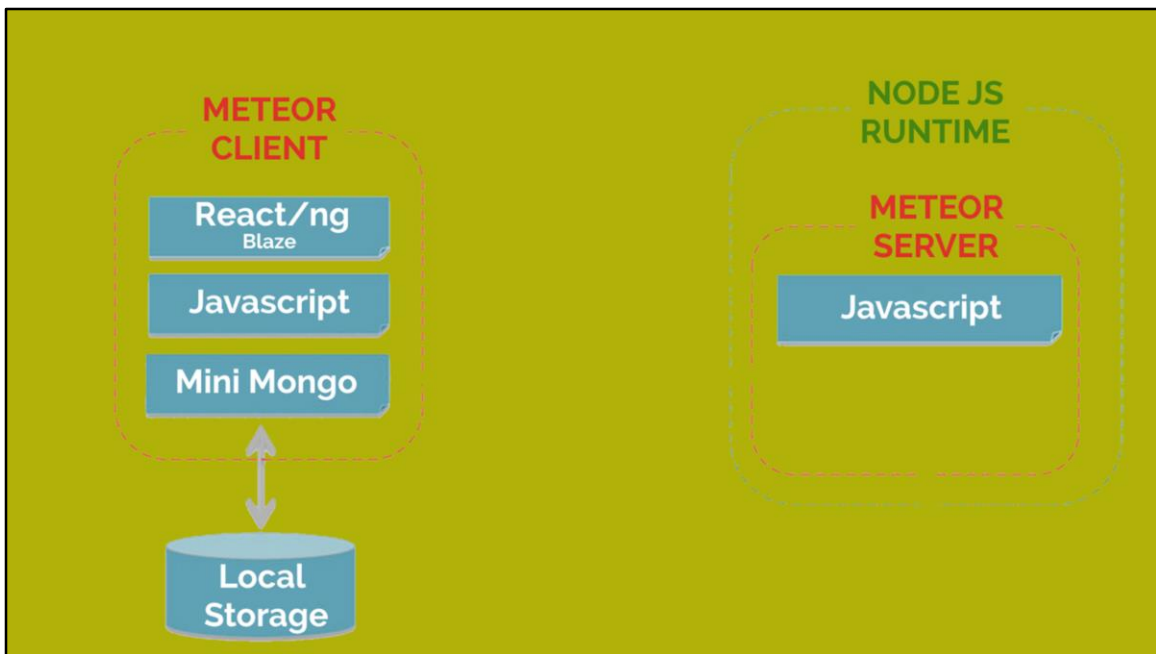 METEOR
CLIENT
React/ng
Blaze
Javascript
Mini Mongo
Local
Storage
NODE JS
RUNTIME
METEOR
SERVER
Javascript